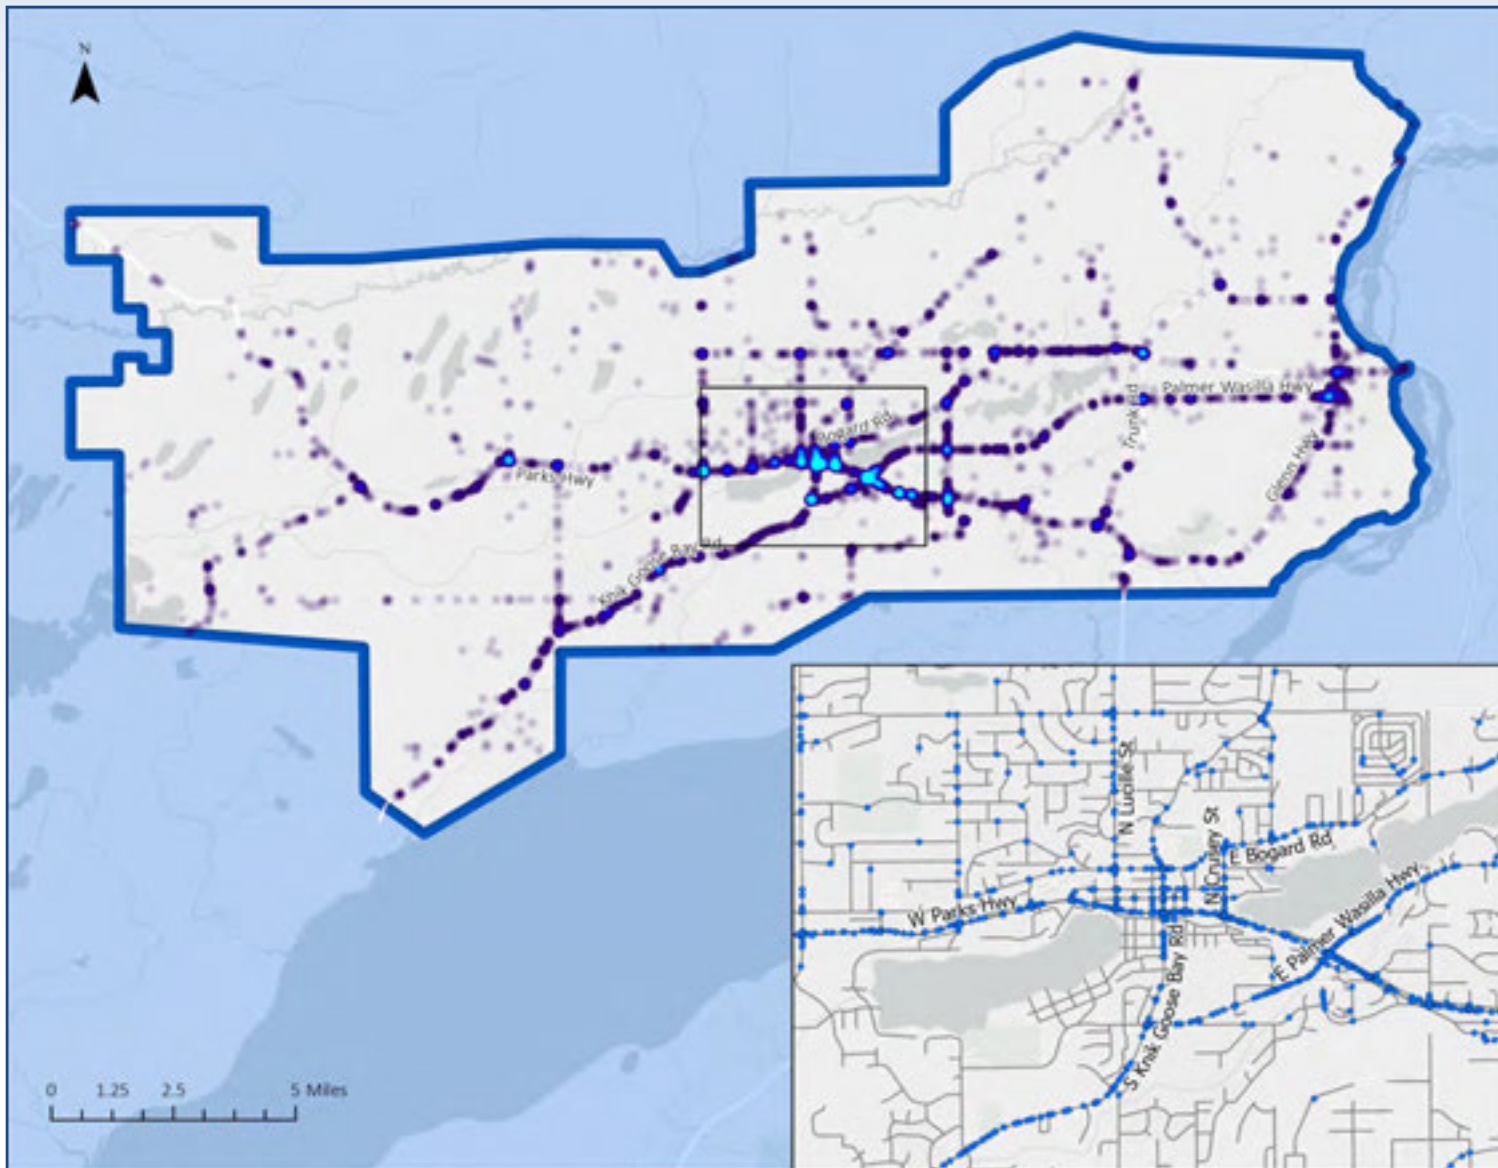 N
Palmer Wasilla Hwy
Trunk Rd
Bogard Rd
Glenn Hwy
Parks Hwy
Knik Goose Bay Rd
0 1.25 2.5 5 Miles
N Lucille St
N Crusey St
E Bogard Rd
W Parks Hwy
E Palmer Wasilla Hwy
S Knik Goose Bay Rd